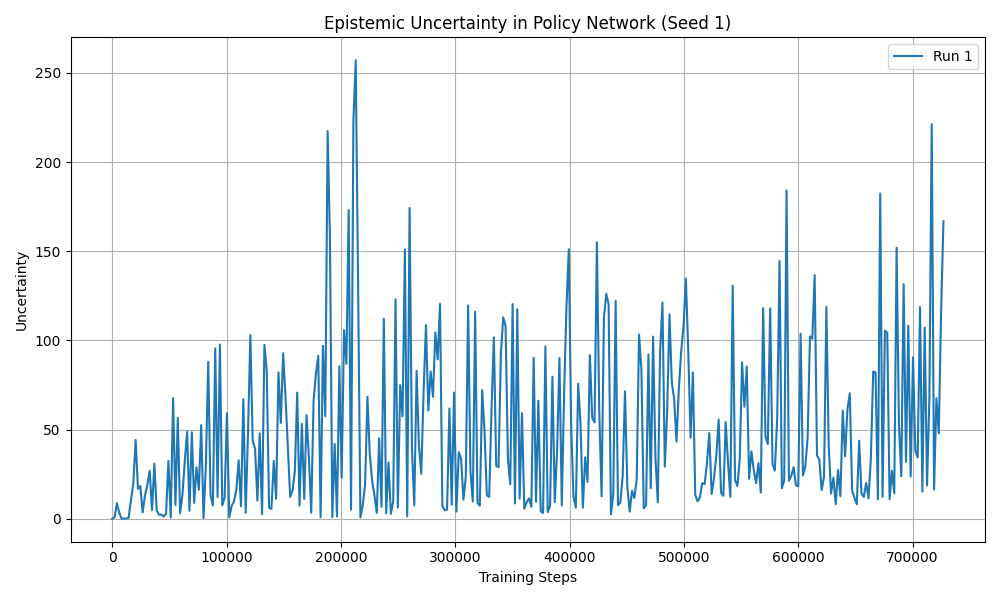 Epistemic Uncertainty in Policy Network (Seed 1)
Run 1
Uncertainty
250
200
150
100
50
0
0 100000 200000 300000 400000 500000 600000 700000
Training Steps